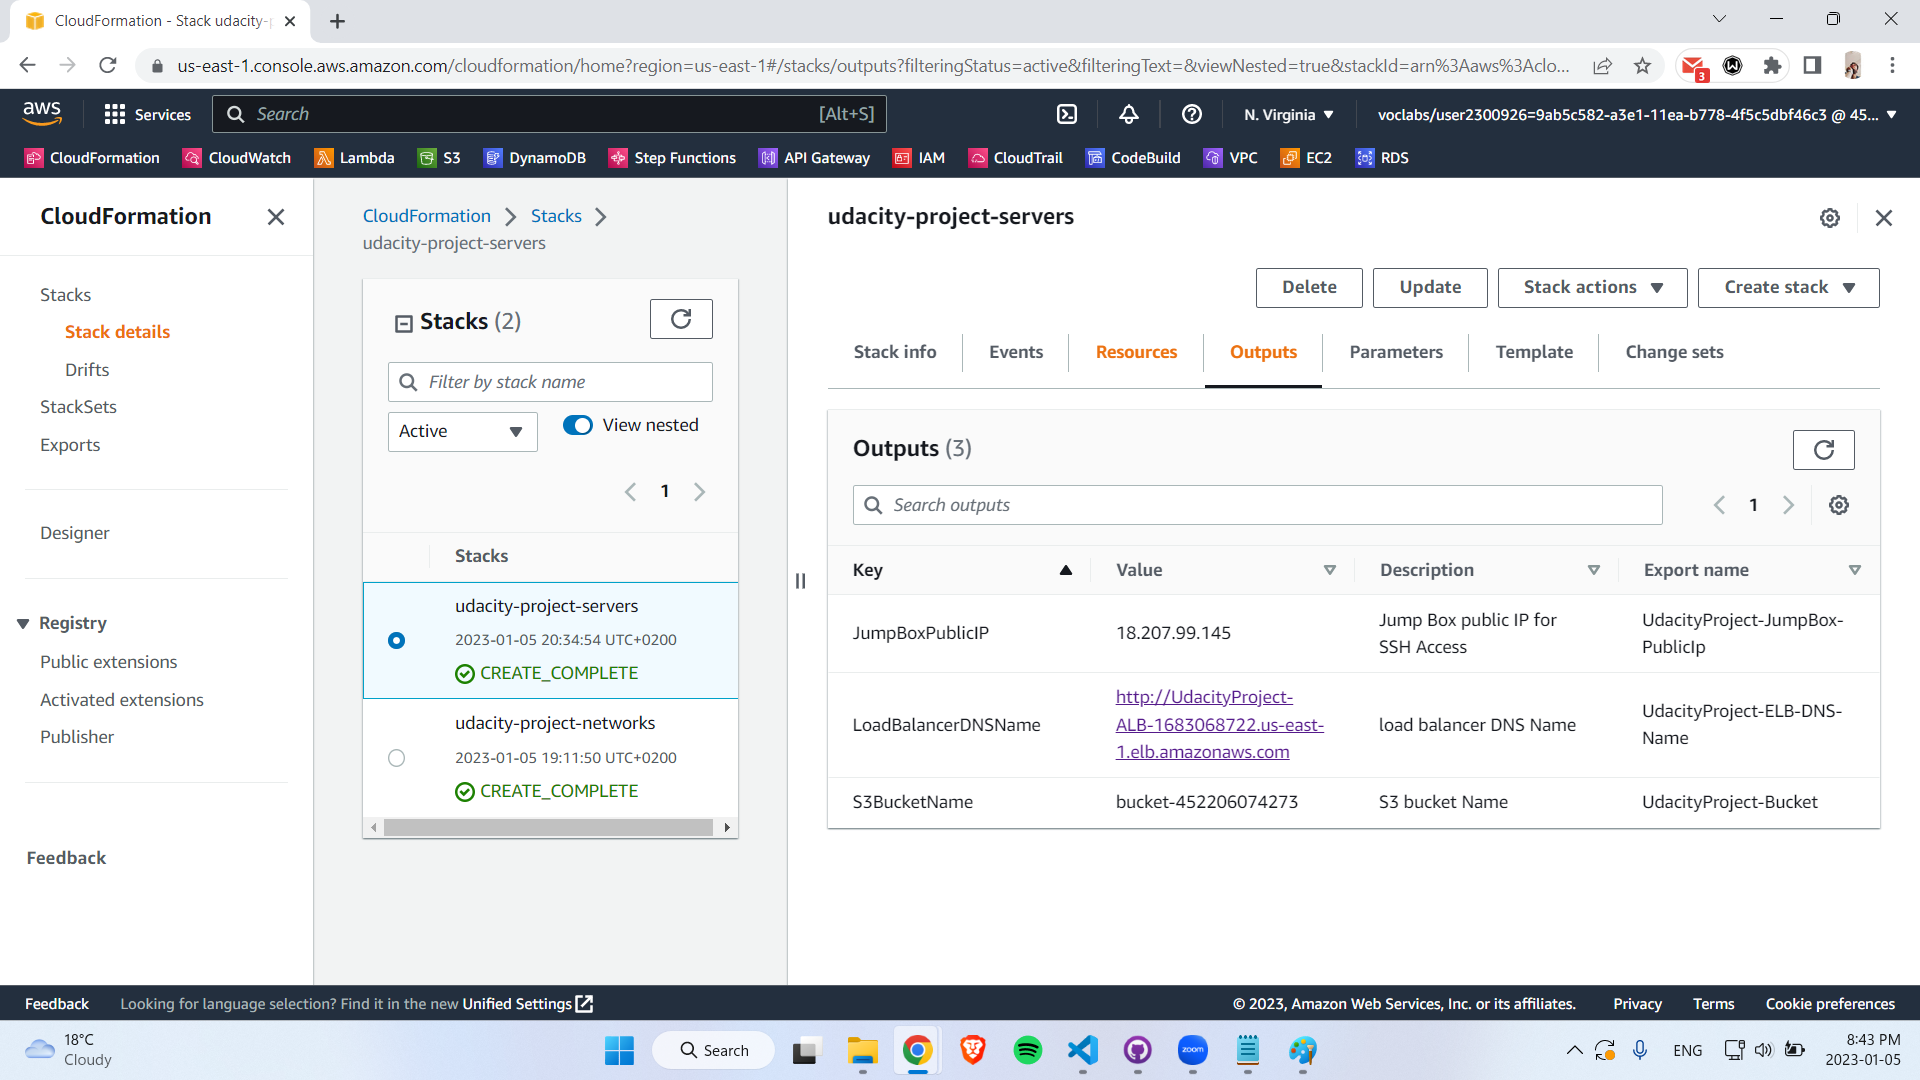 CloudFormation - Stack udacity-p
us-east-1.console.aws.amazon.com/cloudformation/home?region=us-east-1#/stacks/outputs?filteringStatus=active&filteringText=&viewNested=true&stackId=arn%3Aaws%3Aclo...
3
aws
Services
Search
[Alt+S]
N. Virginia
voclabs/user2300926=9ab5c582-a3e1-11ea-b778-4f5c5dbf46c3 @ 45...
CloudFormation
CloudWatch
Lambda
S3
DynamoDB
Step Functions
API Gateway
IAM
CloudTrail
CodeBuild
VPC
EC2
RDS
CloudFormation
Stacks
Stack details
Drifts
StackSets
Exports
Designer
Registry
Public extensions
Activated extensions
Publisher
Feedback
CloudFormation
Stacks
udacity-project-servers
Stacks (2)
Filter by stack name
Active
View nested
1
Stacks
udacity-project-servers
2023-01-05 20:34:54 UTC+0200
CREATE_COMPLETE
udacity-project-networks
2023-01-05 19:11:50 UTC+0200
CREATE_COMPLETE
udacity-project-servers
Delete
Update
Stack actions
Create stack
Stack info
Events
Resources
Outputs
Parameters
Template
Change sets
Outputs (3)
Search outputs
1
Key
Value
Description
Export name
JumpBoxPublicIP
18.207.99.145
Jump Box public IP for
SSH Access
UdacityProject-JumpBox-
PublicIp
LoadBalancerDNSName
http://UdacityProject-
ALB-1683068722.us-east-
1.elb.amazonaws.com
load balancer DNS Name
UdacityProject-ELB-DNS-
Name
S3BucketName
bucket-452206074273
S3 bucket Name
UdacityProject-Bucket
Feedback
Looking for language selection? Find it in the new Unified Settings
© 2023, Amazon Web Services, Inc. or its affiliates.
Privacy
Terms
Cookie preferences
18°C
Cloudy
Search
zoom
ENG
8:43 PM
2023-01-05